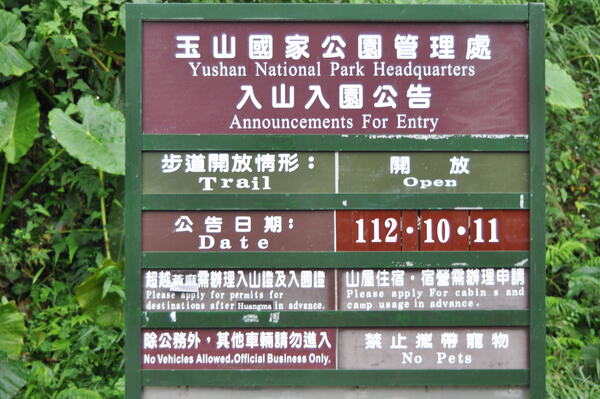 玉山國家公園管理處
Yushan National Park Headquarters
入山入園公告
Announcements For Entry
步道開放情形：
Trail
開 放
Open
公告日期：
Date
112·10·11
超越黃麻需辦理入山證及入園證
Please apply for permits for
destinations after Huangma in advance.
山屋住宿·宿營需辦理申請
Please apply For cabin s and
camp usage in advance.
除公務外，其他車輛請勿進入
No Vehicles Allowed.Official Business Only.
禁止攜帶寵物
No Pets